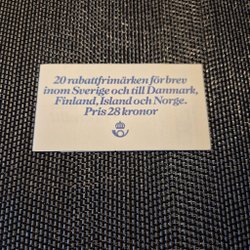 20 rabattfrimärken för brev
inom Sverige och till Danmark,
Finland, Island och Norge.
Pris 28 kronor